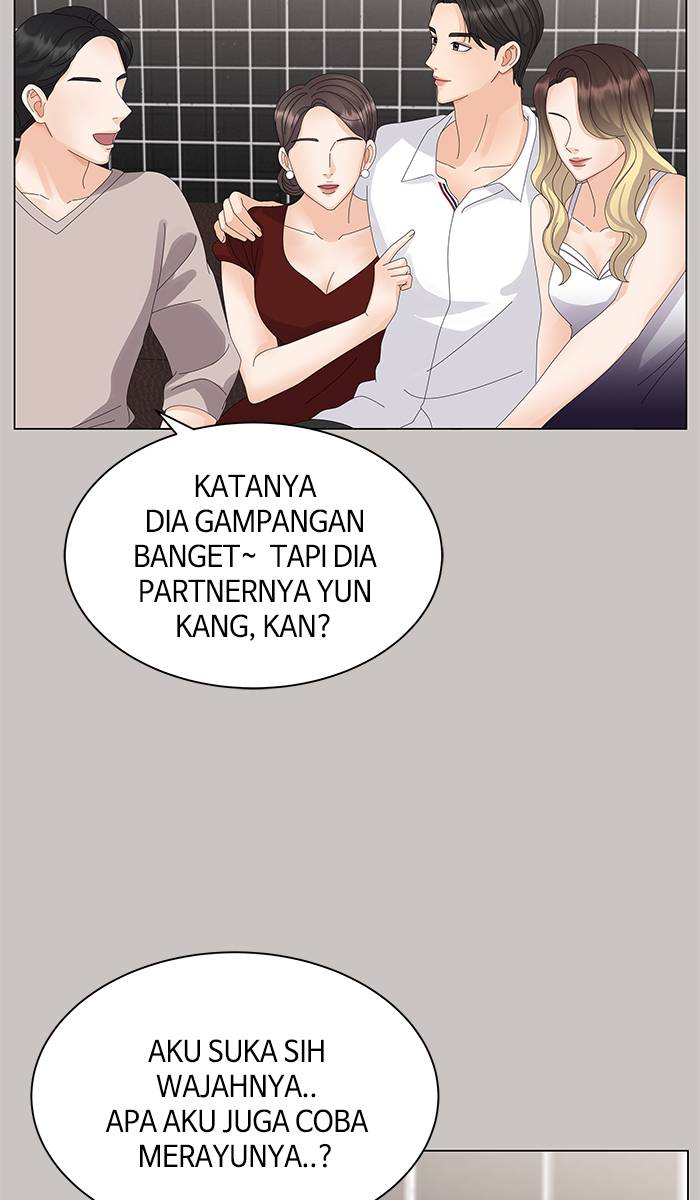 KATANYA
DIA GAMPANGAN
BANGET~ TAPI DIA
PARTNERNYA YUN
KANG, KAN?
AKU SUKA SIH
WAJAHNYA..
APA AKU JUGA COBA
MERAYUNYA..?